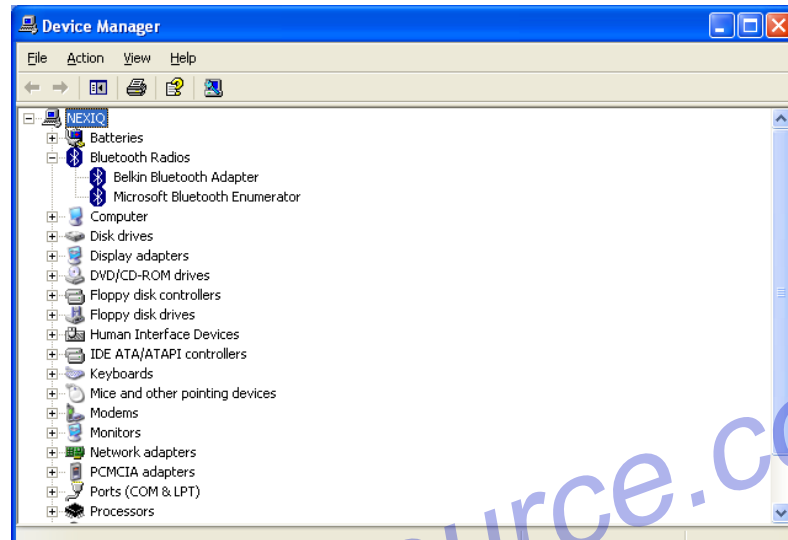 Device Manager
File Action View Help
NEXIQ
Batteries
Bluetooth Radios
Belkin Bluetooth Adapter
Microsoft Bluetooth Enumerator
Computer
Disk drives
Display adapters
DVD/CD-ROM drives
Floppy disk controllers
Floppy disk drives
Human Interface Devices
IDE ATA/ATAPI controllers
Keyboards
Mice and other pointing devices
Modems
Monitors
Network adapters
PCMCIA adapters
Ports (COM & LPT)
Processors